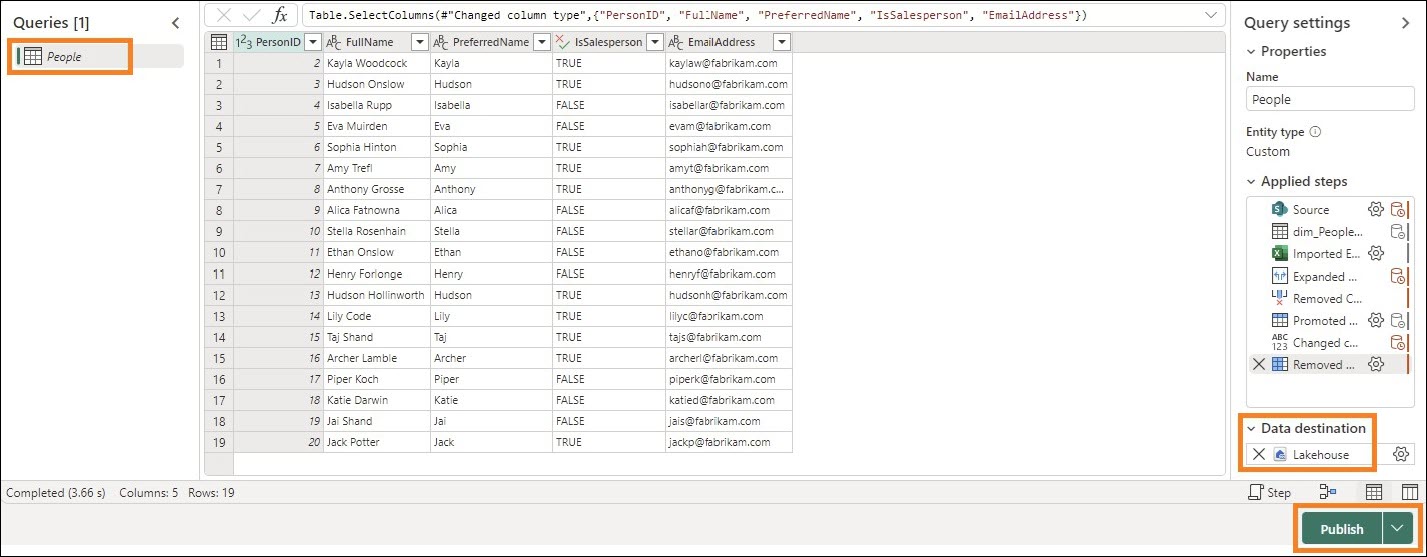 Queries [1]
People
Table.SelectColumns(#"Changed column type",{"PersonID", "FullName", "PreferredName", "IsSalesperson", "EmailAddress"})
PersonID FullName PreferredName IsSalesperson EmailAddress
1 2 Kayla Woodcock Kayla TRUE kaylaw@fabrikam.com
2 3 Hudson Onslow Hudson TRUE hudsono@fabrikam.com
3 4 Isabella Rupp Isabella FALSE isabellar@fabrikam.com
4 5 Eva Muirden Eva FALSE evam@fabrikam.com
5 6 Sophia Hinton Sophia TRUE sophiah@fabrikam.com
6 7 Amy Trefl Amy TRUE amyt@fabrikam.com
7 8 Anthony Grosse Anthony TRUE anthonyg@fabrikam.c...
8 9 Alica Fatnowna Alica FALSE alicaf@fabrikam.com
9 10 Stella Rosenhain Stella FALSE stellar@fabrikam.com
10 11 Ethan Onslow Ethan FALSE ethano@fabrikam.com
11 12 Henry Forlonge Henry FALSE henryf@fabrikam.com
12 13 Hudson Hollinworth Hudson TRUE hudsonh@fabrikam.com
13 14 Lily Code Lily TRUE lilyc@fabrikam.com
14 15 Taj Shand Taj TRUE tajs@fabrikam.com
15 16 Archer Lamble Archer TRUE archerl@fabrikam.com
16 17 Piper Koch Piper FALSE piperk@fabrikam.com
17 18 Katie Darwin Katie FALSE katied@fabrikam.com
18 19 Jai Shand Jai FALSE jais@fabrikam.com
19 20 Jack Potter Jack TRUE jackp@fabrikam.com
Query settings
Properties
Name
People
Entity type
Custom
Applied steps
Source
dim_People...
Imported E...
Expanded ...
Removed C...
Promoted ...
ABC 123 Changed c...
Removed ...
Data destination
Lakehouse
Completed (3.66 s) Columns: 5 Rows: 19
Step
Publish